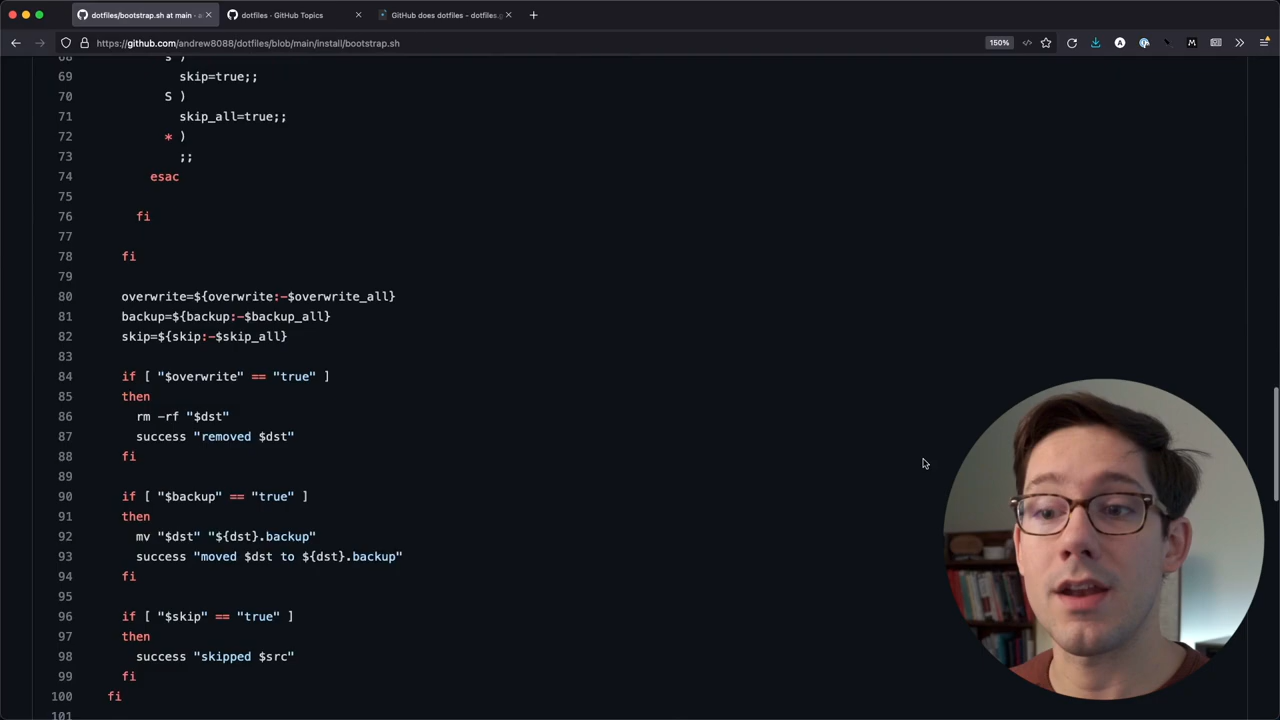 dotfiles/bootstrap.sh at main - a
dotfiles · GitHub Topics
GitHub does dotfiles - dotfiles.g
https://github.com/andrew8088/dotfiles/blob/main/install/bootstrap.sh
150%
68 s )
69 skip=true;;
70 S )
71 skip_all=true;;
72 * )
73 ;;
74 esac
75
76 fi
77
78 fi
79
80 overwrite=${overwrite:-$overwrite_all}
81 backup=${backup:-$backup_all}
82 skip=${skip:-$skip_all}
83
84 if [ "$overwrite" == "true" ]
85 then
86 rm -rf "$dst"
87 success "removed $dst"
88 fi
89
90 if [ "$backup" == "true" ]
91 then
92 mv "$dst" "${dst}.backup"
93 success "moved $dst to ${dst}.backup"
94 fi
95
96 if [ "$skip" == "true" ]
97 then
98 success "skipped $src"
99 fi
100 fi
101